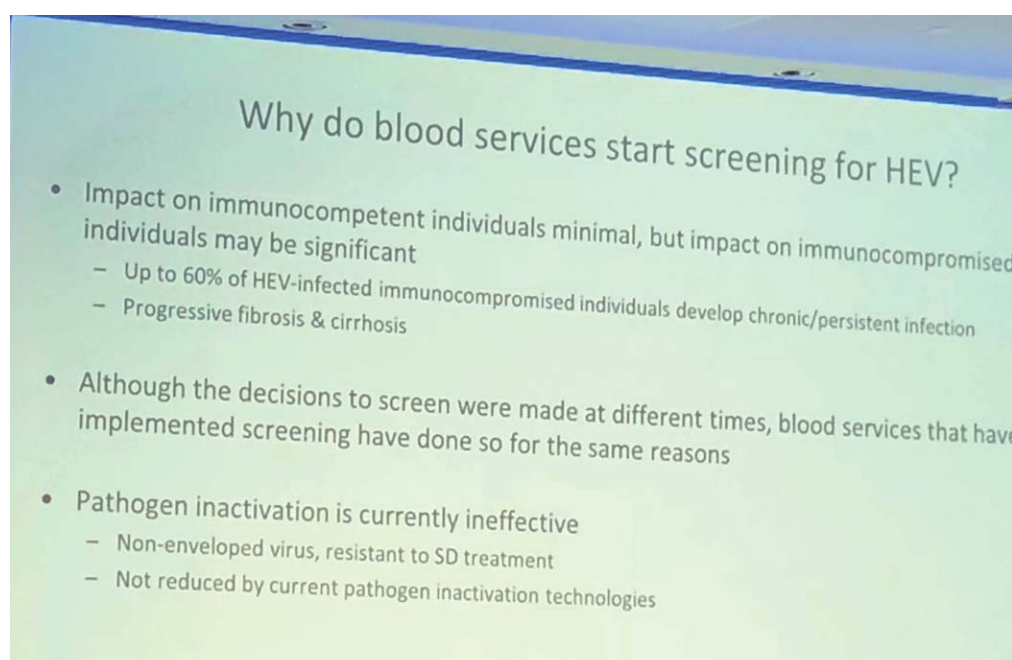 Why do blood services start screening for HEV?
• Impact on immunocompetent individuals minimal, but impact on immunocompromised
individuals may be significant
– Up to 60% of HEV-infected immunocompromised individuals develop chronic/persistent infection
– Progressive fibrosis & cirrhosis
• Although the decisions to screen were made at different times, blood services that have
implemented screening have done so for the same reasons
• Pathogen inactivation is currently ineffective
– Non-enveloped virus, resistant to SD treatment
– Not reduced by current pathogen inactivation technologies